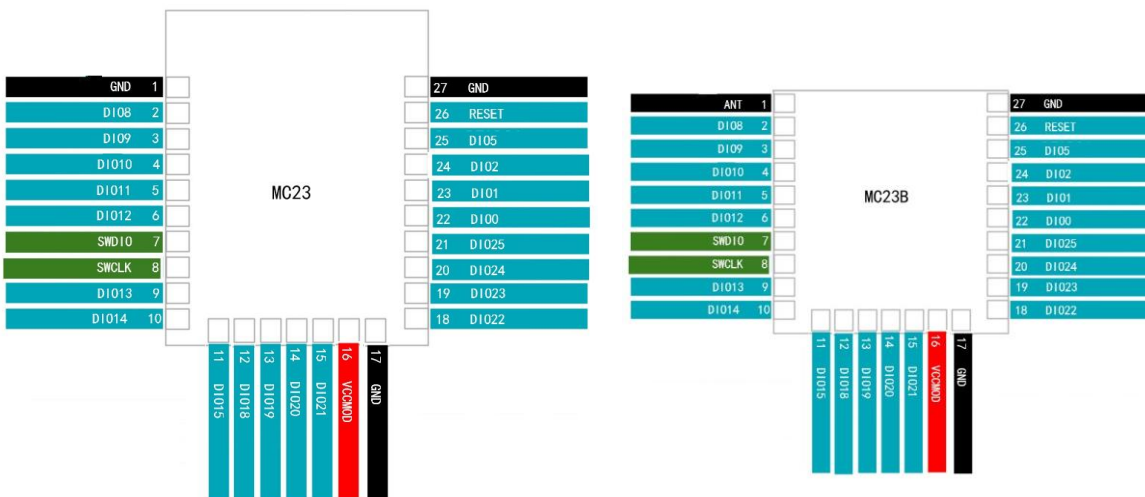 GND 1
DIO8 2
DIO9 3
DIO10 4
DIO11 5
DIO12 6
SWDIO 7
SWCLK 8
DIO13 9
DIO14 10
MC23
27 GND
26 RESET
25 DIO5
24 DIO2
23 DIO1
22 DIO0
21 DIO25
20 DIO24
19 DIO23
18 DIO22
11 DIO15
12 DIO18
13 DIO19
14 DIO20
15 DIO21
16 VCCMOD
17 GND
ANT 1
DIO8 2
DIO9 3
DIO10 4
DIO11 5
DIO12 6
SWDIO 7
SWCLK 8
DIO13 9
DIO14 10
MC23B
27 GND
26 RESET
25 DIO5
24 DIO2
23 DIO1
22 DIO0
21 DIO25
20 DIO24
19 DIO23
18 DIO22
11 DIO15
12 DIO18
13 DIO19
14 DIO20
15 DIO21
16 VCCMOD
17 GND